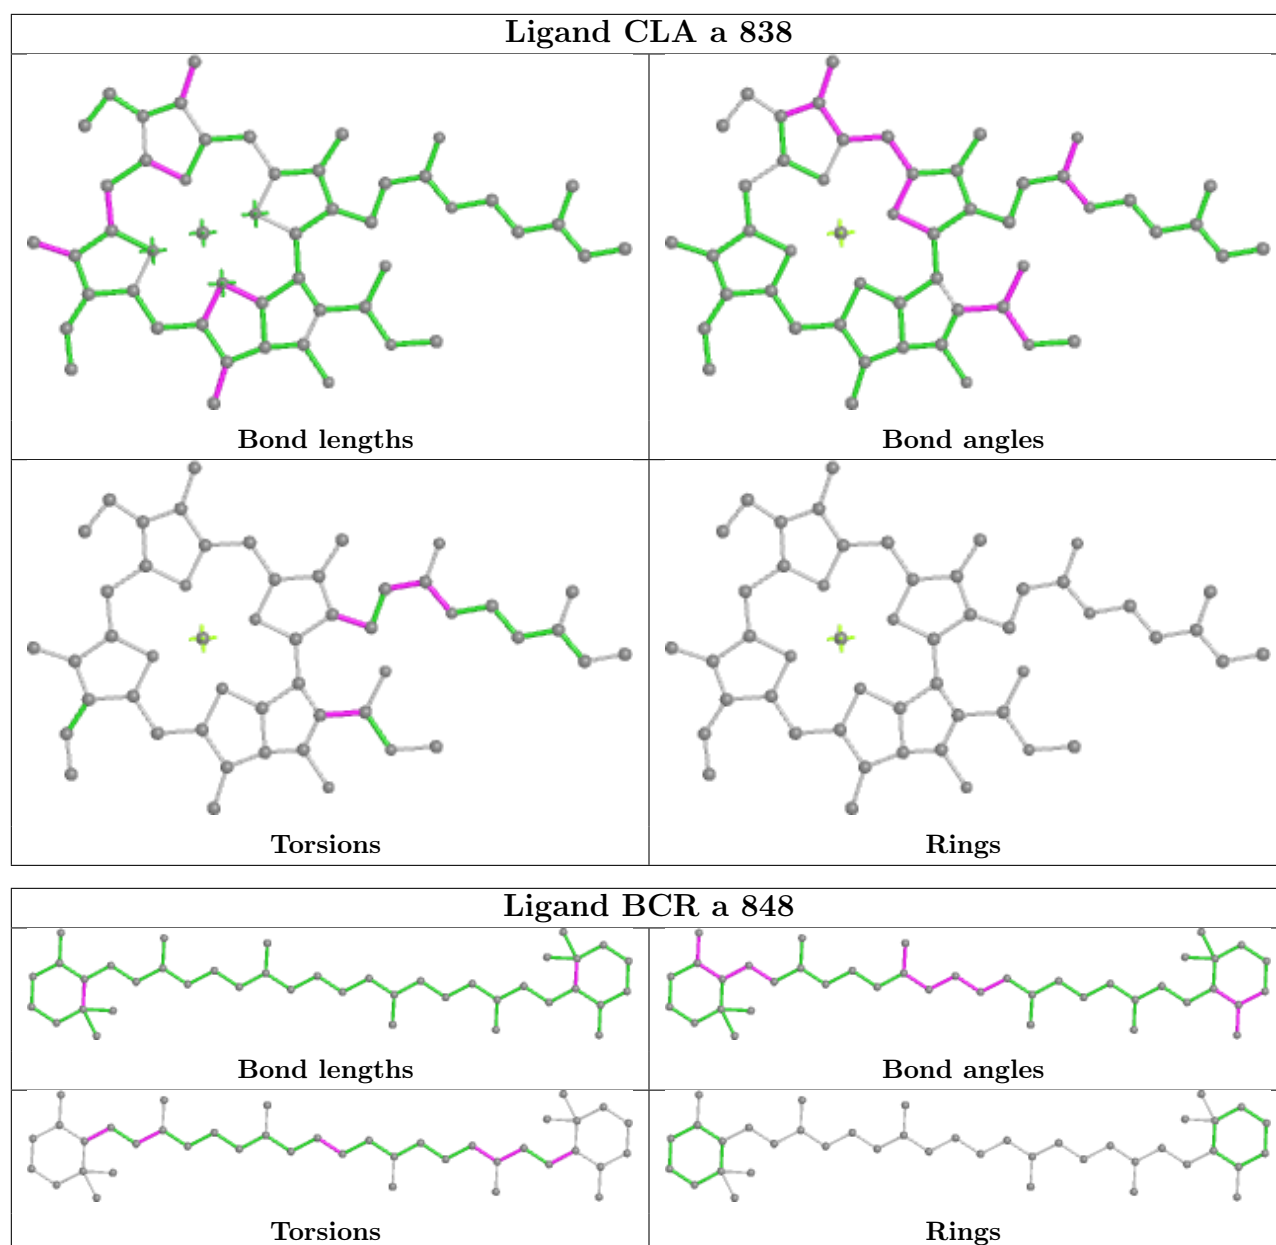 Ligand CLA a 838
Bond lengths
Bond angles
Torsions
Rings
Ligand BCR a 848
Bond lengths
Bond angles
Torsions
Rings